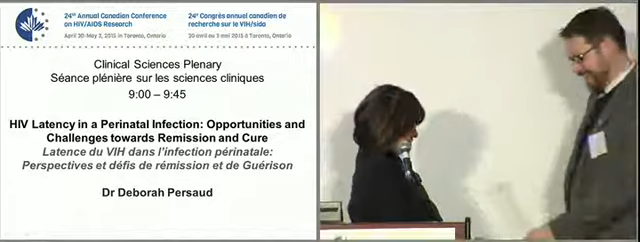 24th Annual Canadian Conference
on HIV/AIDS Research
April 30-May 3, 2015 in Toronto, Ontario
24e Congrès annuel canadien de
recherche sur le VIH/sida
30 avril au 3 mai 2015 à Toronto, Ontario
Clinical Sciences Plenary
Séance plénière sur les sciences cliniques
9:00 – 9:45
HIV Latency in a Perinatal Infection: Opportunities and
Challenges towards Remission and Cure
Latence du VIH dans l'infection périnatale:
Perspectives et défis de rémission et de Guérison
Dr Deborah Persaud